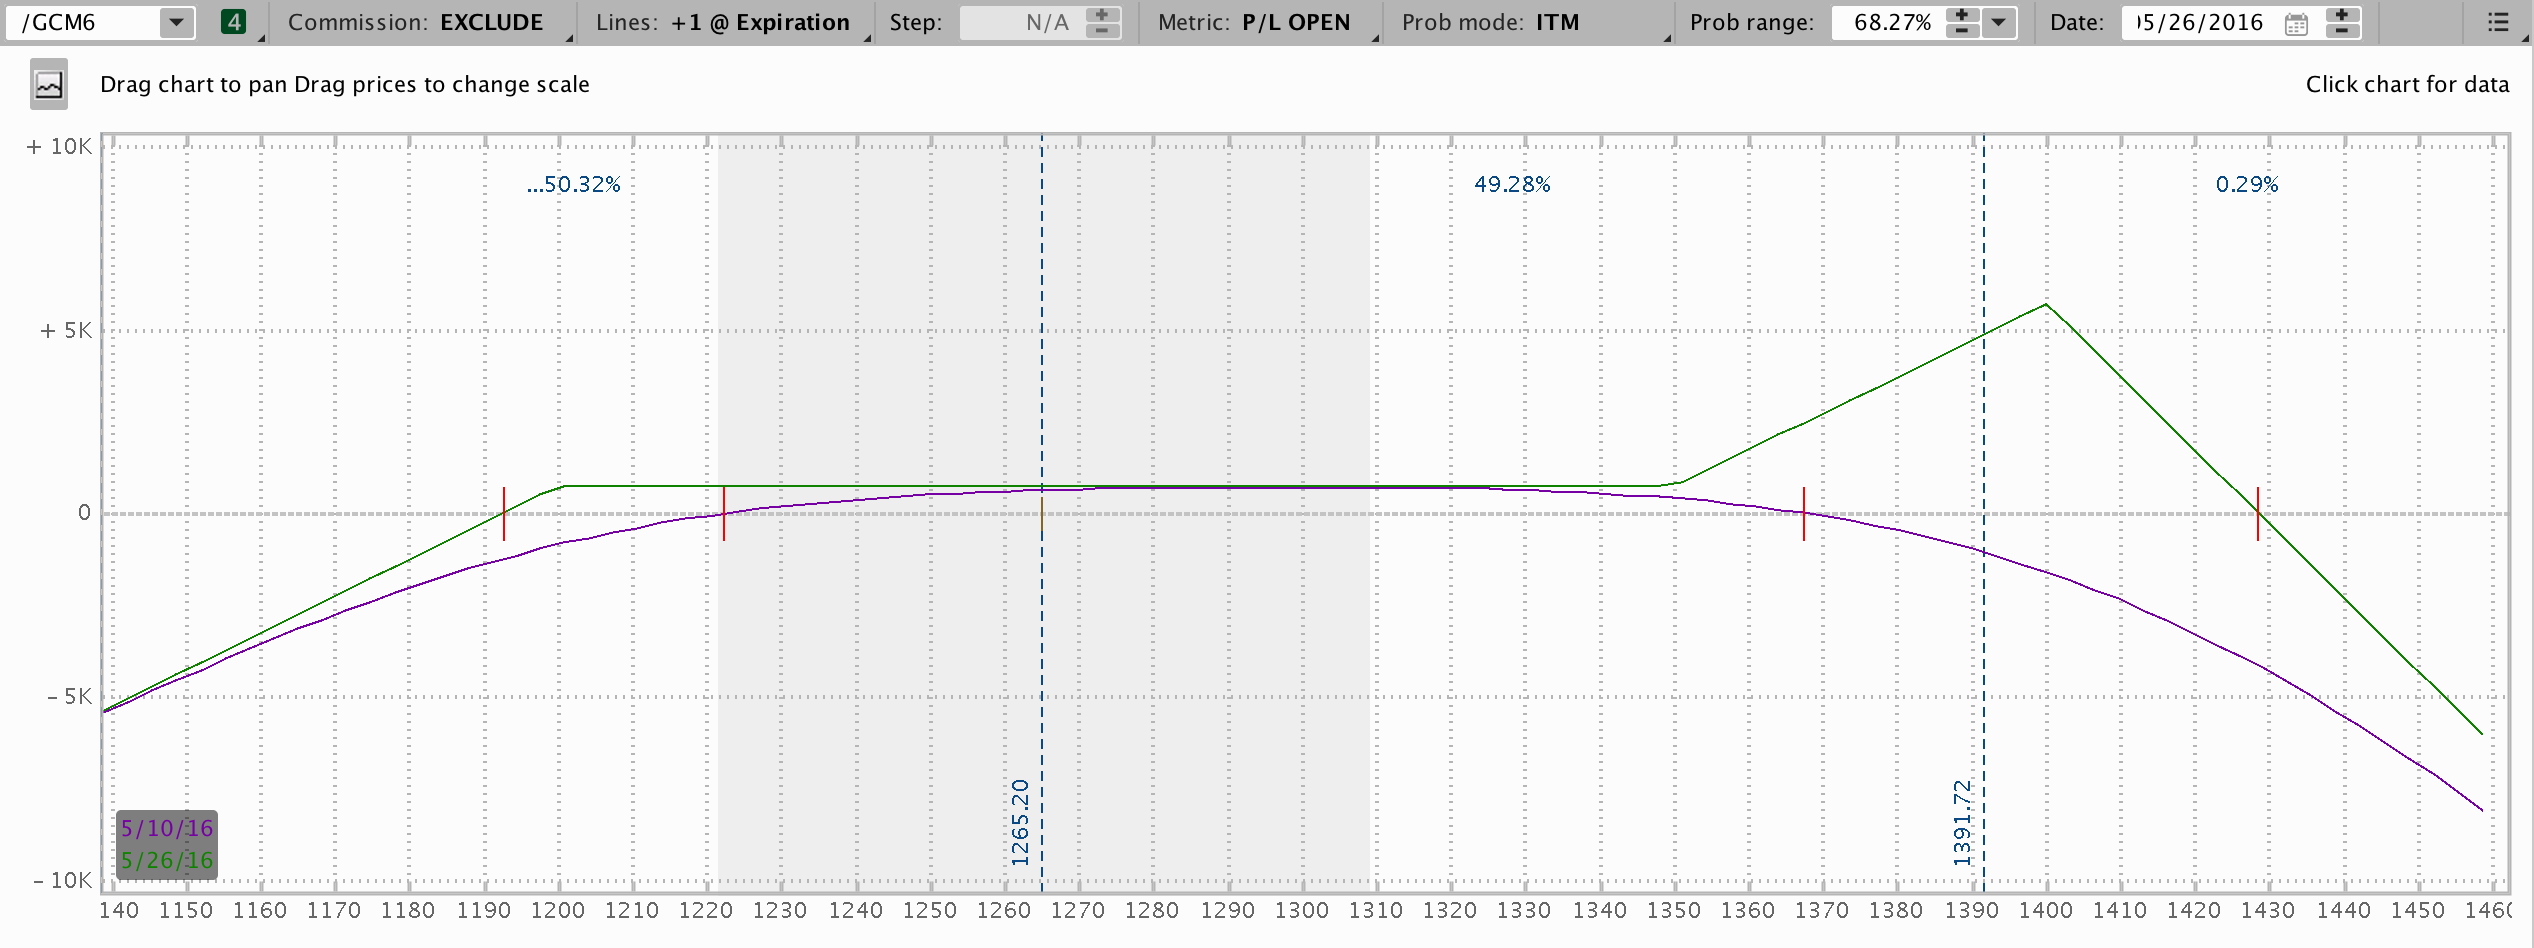 /GCM6 4 Commission: EXCLUDE Lines: +1 @ Expiration Step: N/A Metric: P/L OPEN Prob mode: ITM Prob range: 68.27% Date: 05/26/2016
Drag chart to pan Drag prices to change scale Click chart for data
+ 10K
...50.32% 49.28% 0.29%
+ 5K
0
- 5K
1265.20
1391.72
5/10/16
5/26/16
- 10K
140 1150 1160 1170 1180 1190 1200 1210 1220 1230 1240 1250 1260 1270 1280 1290 1300 1310 1320 1330 1340 1350 1360 1370 1380 1390 1400 1410 1420 1430 1440 1450 1460